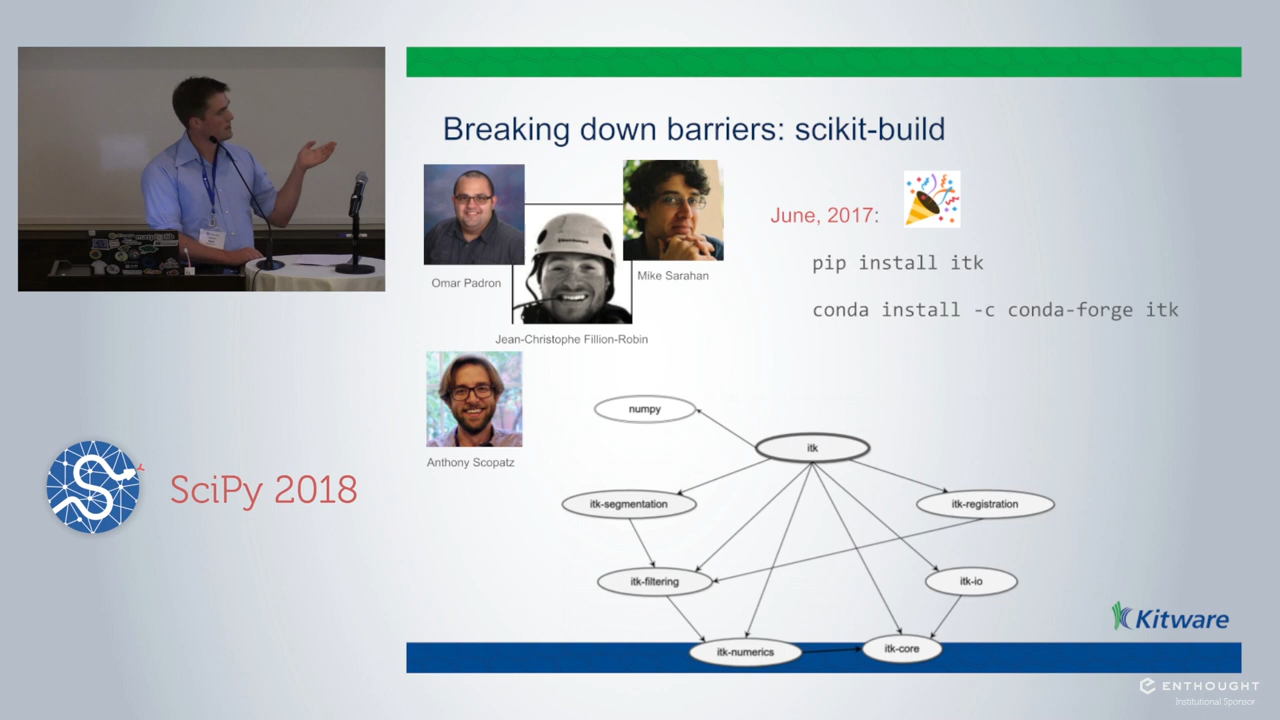 Breaking down barriers: scikit-build
Omar Padron
Mike Sarahan
Jean-Christophe Fillion-Robin
Anthony Scopatz
June, 2017:
pip install itk
conda install -c conda-forge itk
numpy
itk
itk-segmentation
itk-registration
itk-filtering
itk-io
itk-numerics
itk-core
Kitware
SciPy 2018
ENTHOUGHT
Institutional Sponsor